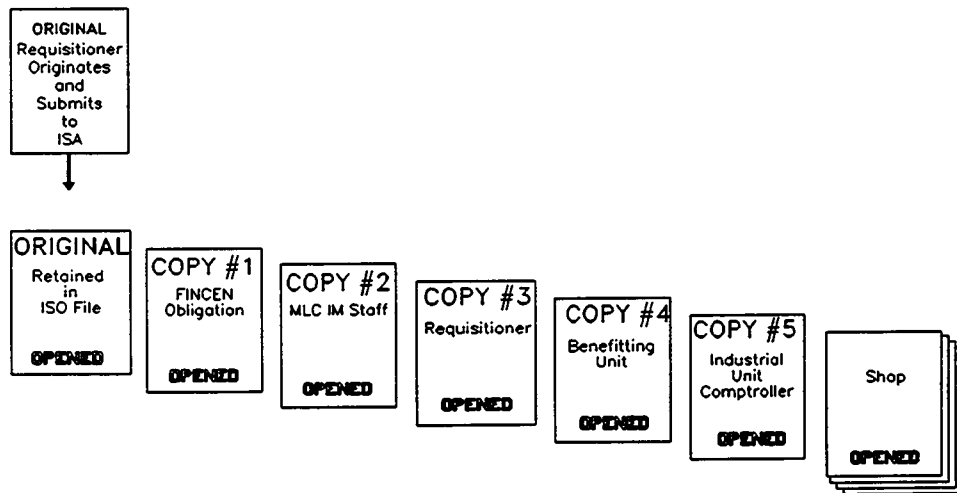 ORIGINAL
Requisitioner
Originates
and
Submits
to
ISA
ORIGINAL
Retained
in
ISO File
OPENED
COPY #1
FINCEN
Obligation
OPENED
COPY #2
MLC IM Staff
OPENED
COPY #3
Requisitioner
OPENED
COPY #4
Benefitting
Unit
OPENED
COPY #5
Industrial
Unit
Comptroller
OPENED
Shop
OPENED